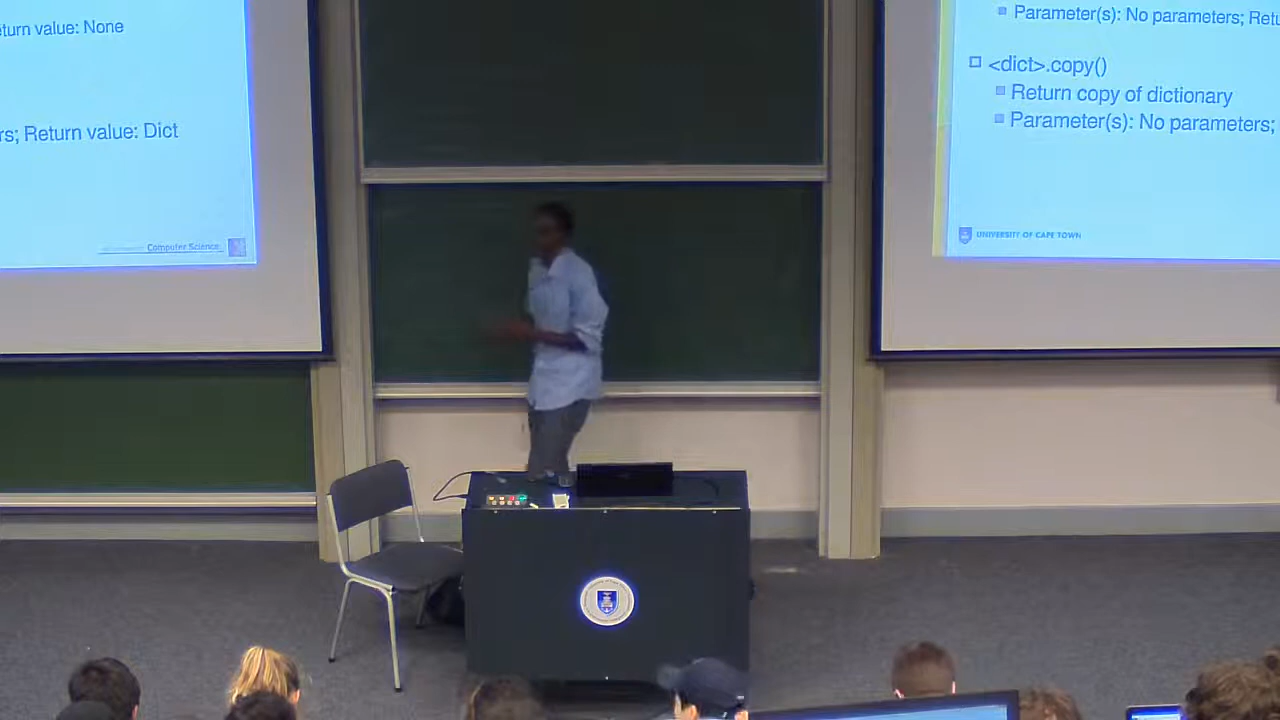 eturn value: None
rs; Return value: Dict
Computer Science
Parameter(s): No parameters; Retu
<dict>.copy()
Return copy of dictionary
Parameter(s): No parameters;
UNIVERSITY OF CAPE TOWN